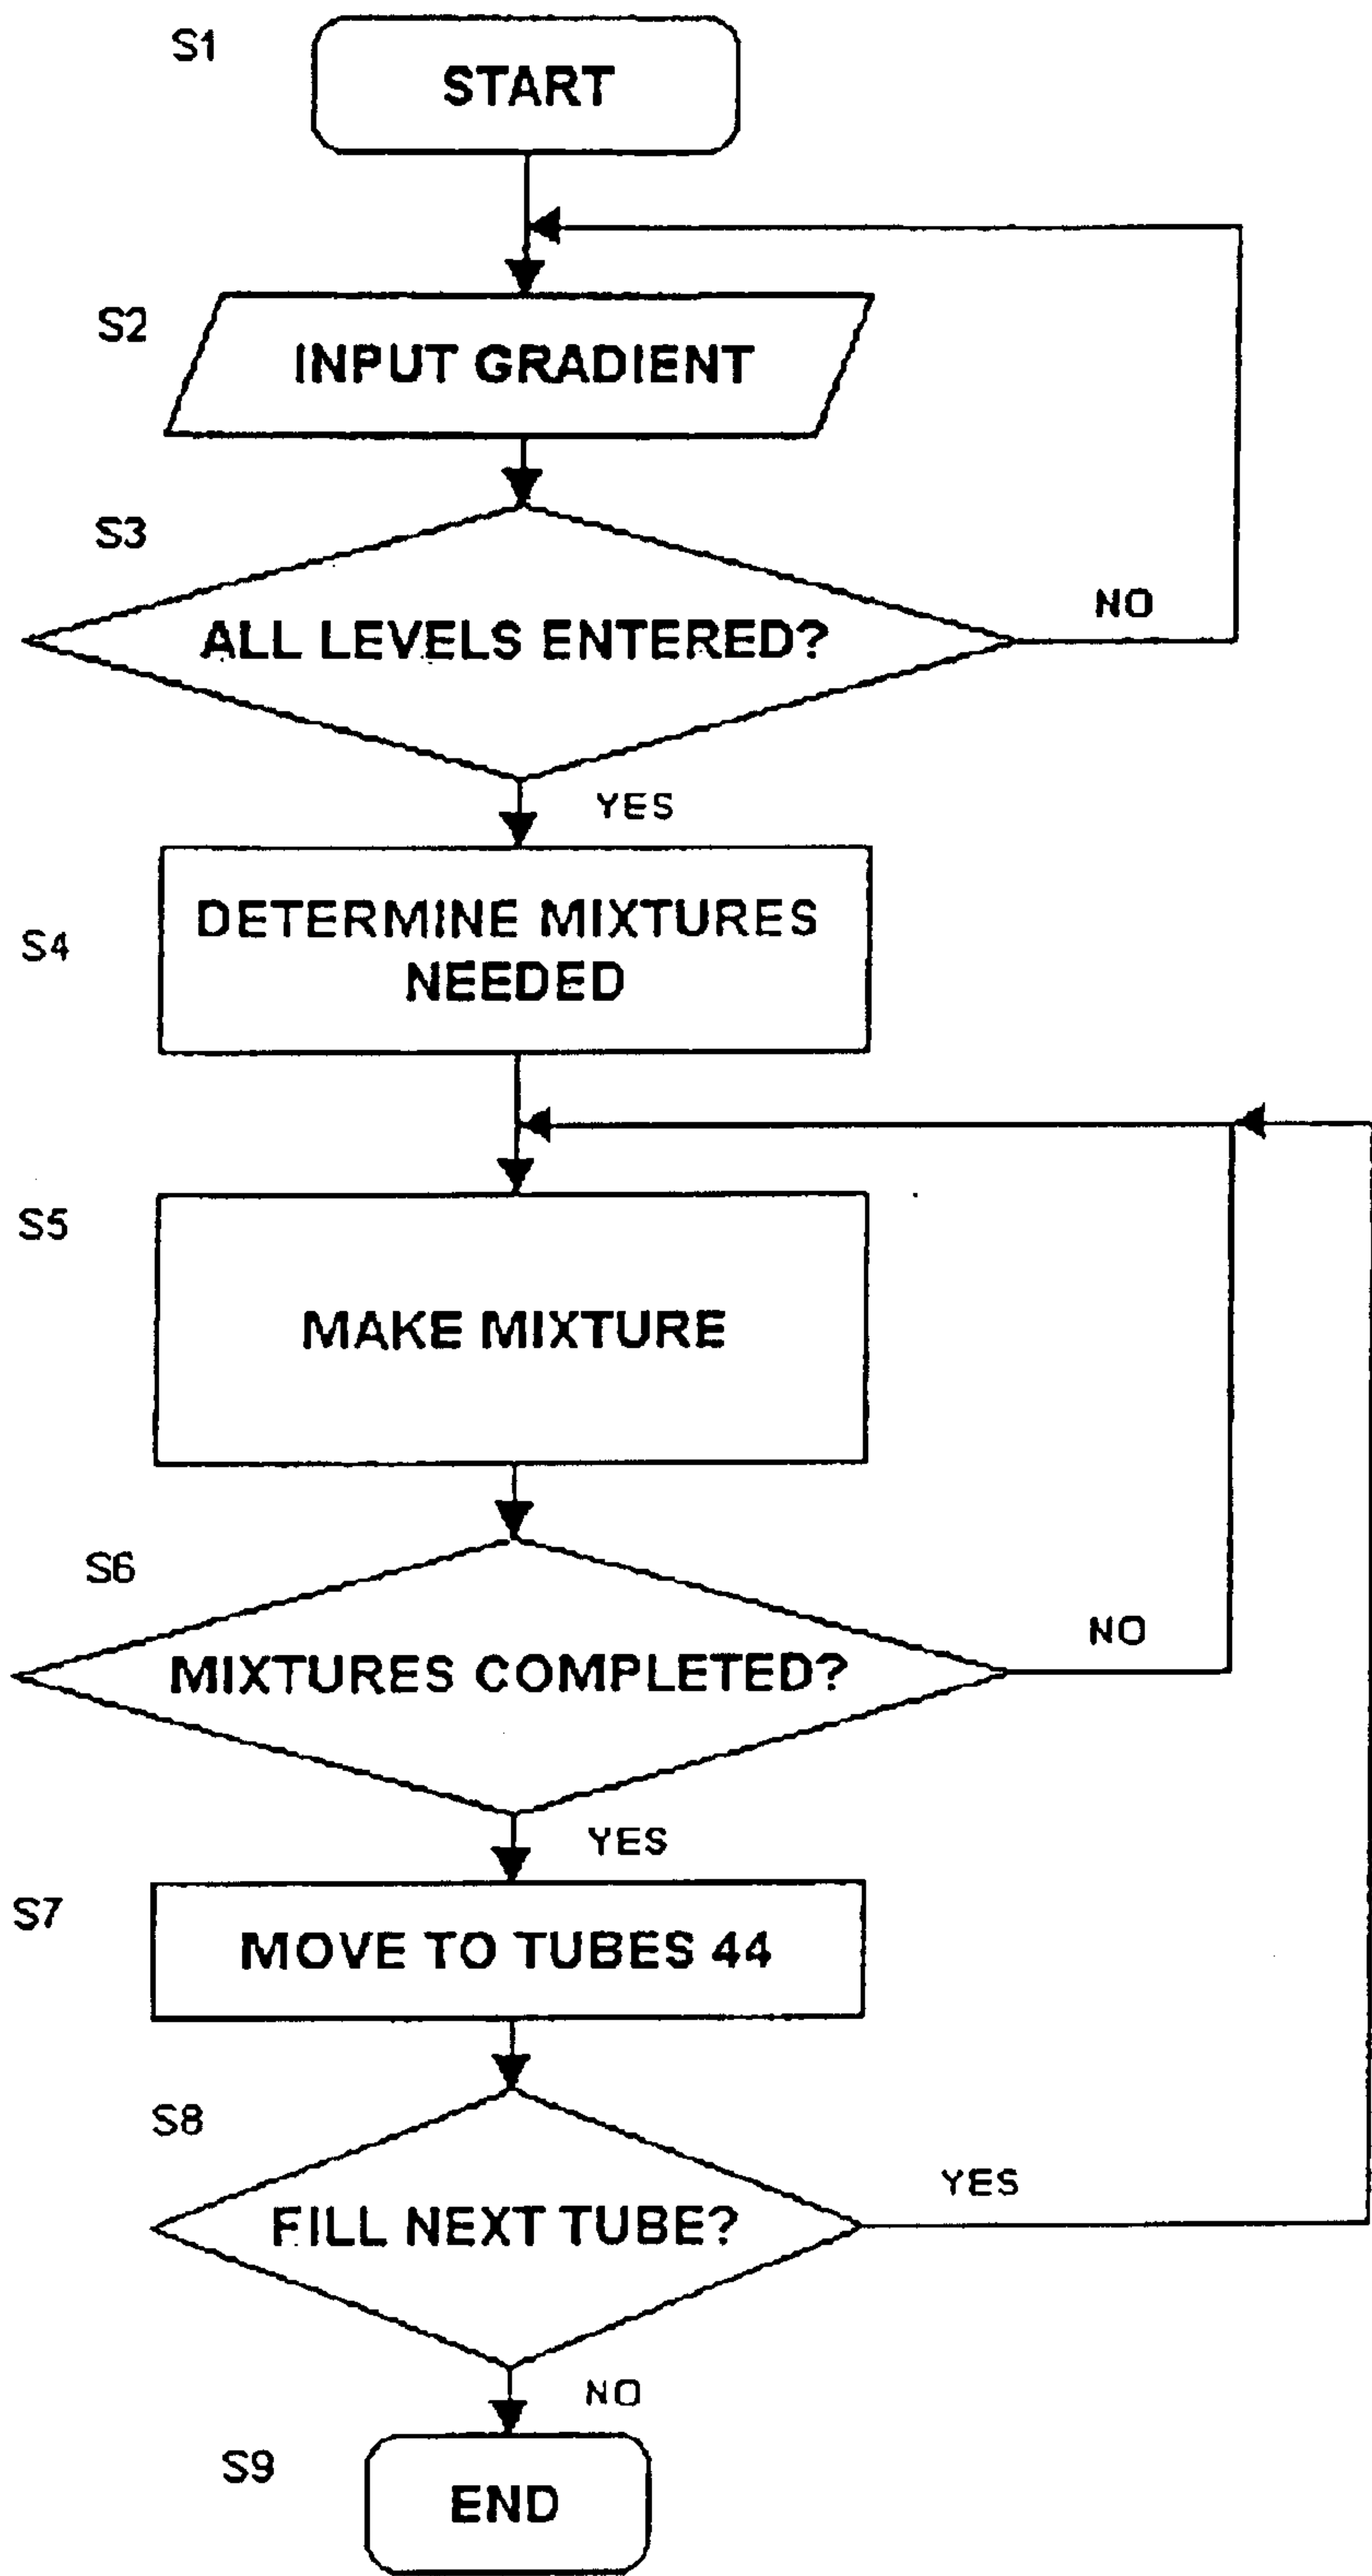 S1
START
S2
INPUT GRADIENT
S3
ALL LEVELS ENTERED?
NO
YES
S4
DETERMINE MIXTURES
NEEDED
S5
MAKE MIXTURE
S6
MIXTURES COMPLETED?
NO
YES
S7
MOVE TO TUBES 44
S8
FILL NEXT TUBE?
YES
NO
S9
END